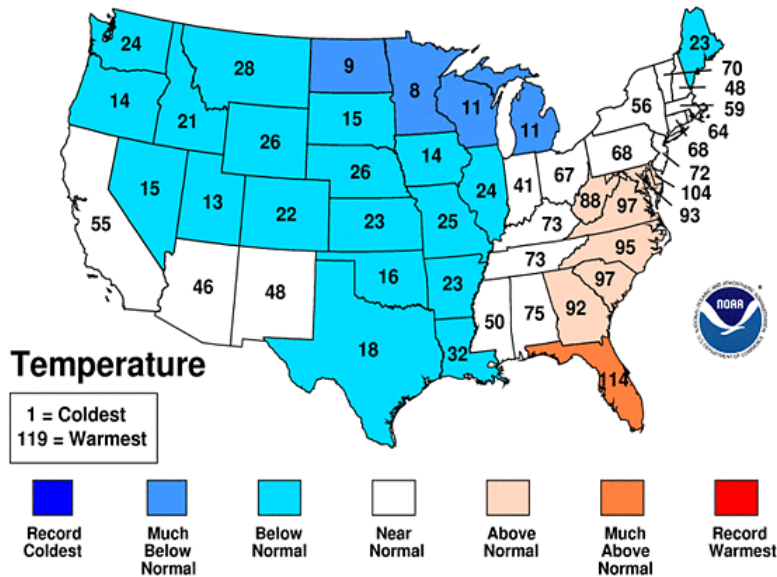 24
28
9
8
11
11
23
70
48
59
64
68
72
104
93
14
21
26
15
14
56
68
67
41
24
26
15
13
22
23
25
88
97
73
55
46
48
16
23
73
95
97
92
75
50
18
32
114
NOAA
Temperature
1 = Coldest
119 = Warmest
Record
Coldest
Much
Below
Normal
Below
Normal
Near
Normal
Above
Normal
Much
Above
Normal
Record
Warmest